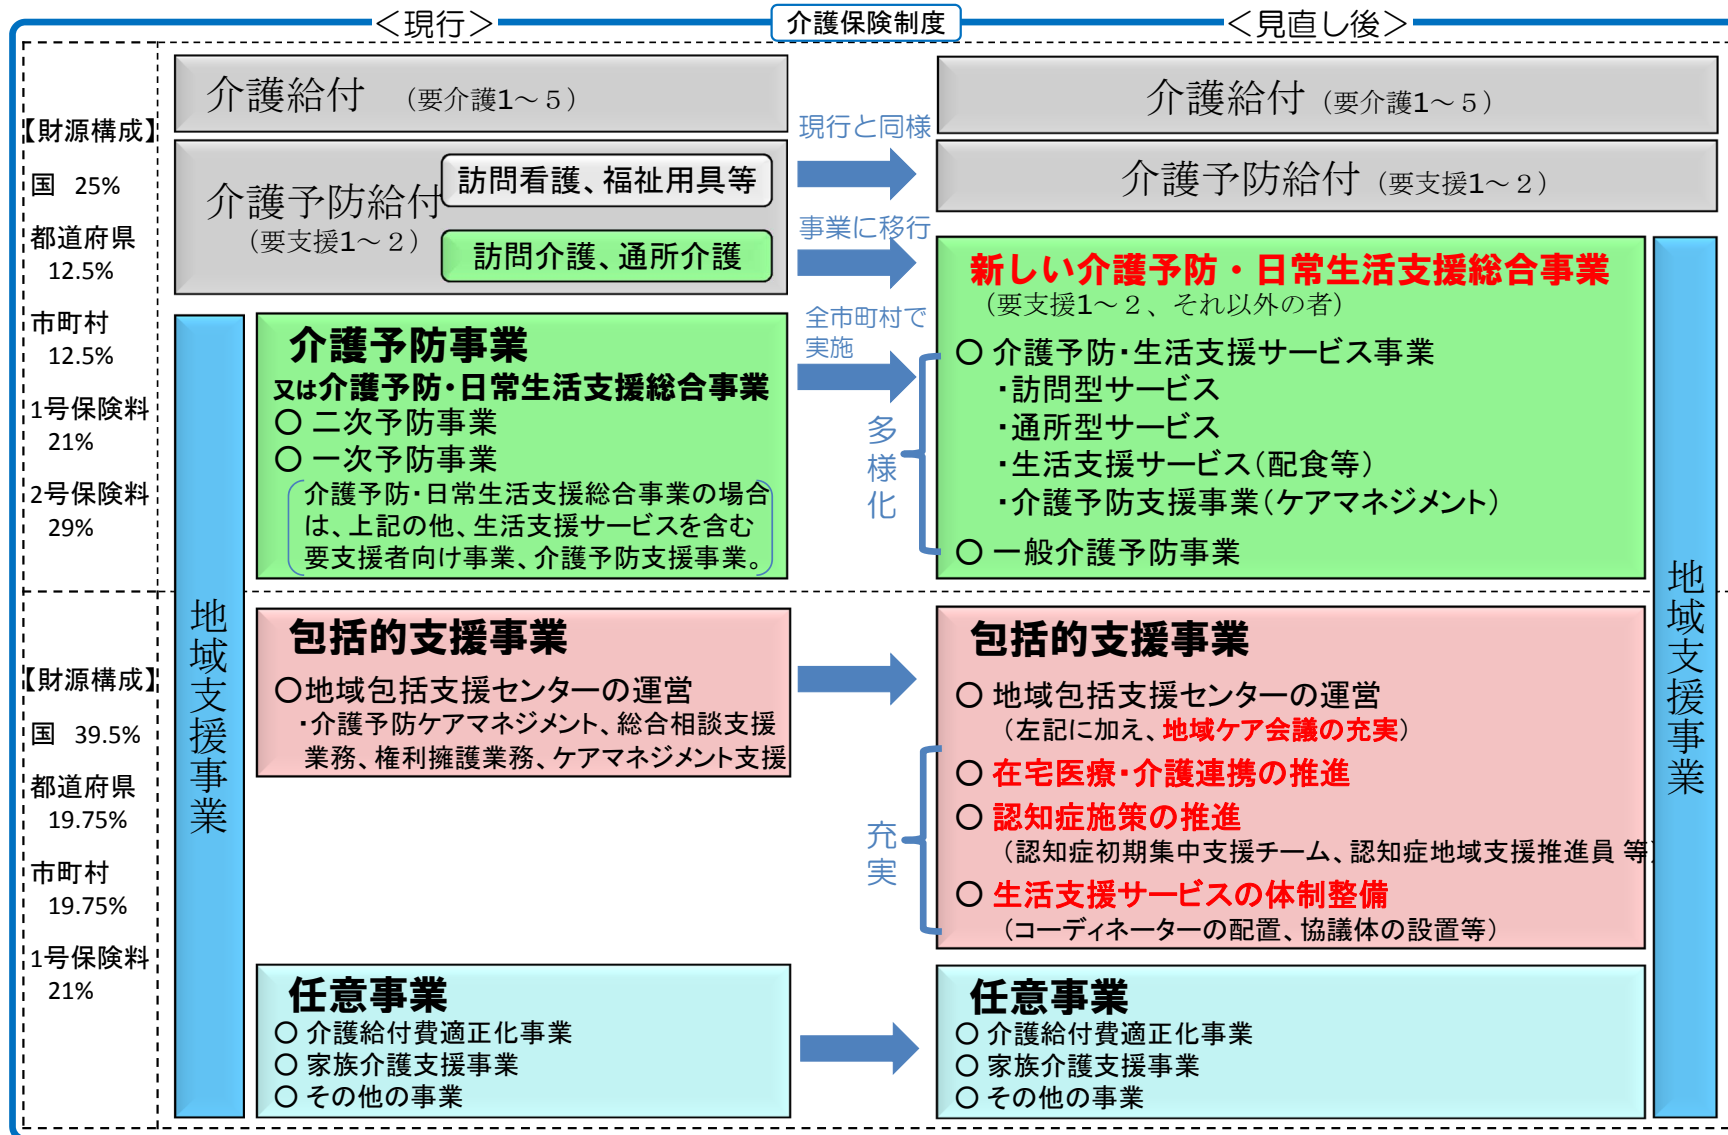 ＜現行＞
介護保険制度
＜見直し後＞
【財源構成】
国 25%
都道府県
12.5%
市町村
12.5%
1号保険料
21%
2号保険料
29%
【財源構成】
国 39.5%
都道府県
19.75%
市町村
19.75%
1号保険料
21%
介護給付 （要介護1～5）
介護予防給付
（要支援1～2）
訪問看護、福祉用具等
訪問介護、通所介護
地域支援事業
介護予防事業
又は介護予防・日常生活支援総合事業
○ 二次予防事業
○ 一次予防事業
介護予防・日常生活支援総合事業の場合
は、上記の他、生活支援サービスを含む
要支援者向け事業、介護予防支援事業。
包括的支援事業
○地域包括支援センターの運営
・介護予防ケアマネジメント、総合相談支援
業務、権利擁護業務、ケアマネジメント支援
任意事業
○ 介護給付費適正化事業
○ 家族介護支援事業
○ その他の事業
現行と同様
事業に移行
全市町村で
実施
多様化
充実
介護給付 （要介護1～5）
介護予防給付 （要支援1～2）
新しい介護予防・日常生活支援総合事業
（要支援1～2、それ以外の者）
○ 介護予防・生活支援サービス事業
・訪問型サービス
・通所型サービス
・生活支援サービス（配食等）
・介護予防支援事業（ケアマネジメント）
○ 一般介護予防事業
包括的支援事業
○ 地域包括支援センターの運営
（左記に加え、地域ケア会議の充実）
○ 在宅医療・介護連携の推進
○ 認知症施策の推進
（認知症初期集中支援チーム、認知症地域支援推進員 等）
○ 生活支援サービスの体制整備
（コーディネーターの配置、協議体の設置等）
任意事業
○ 介護給付費適正化事業
○ 家族介護支援事業
○ その他の事業
地域支援事業